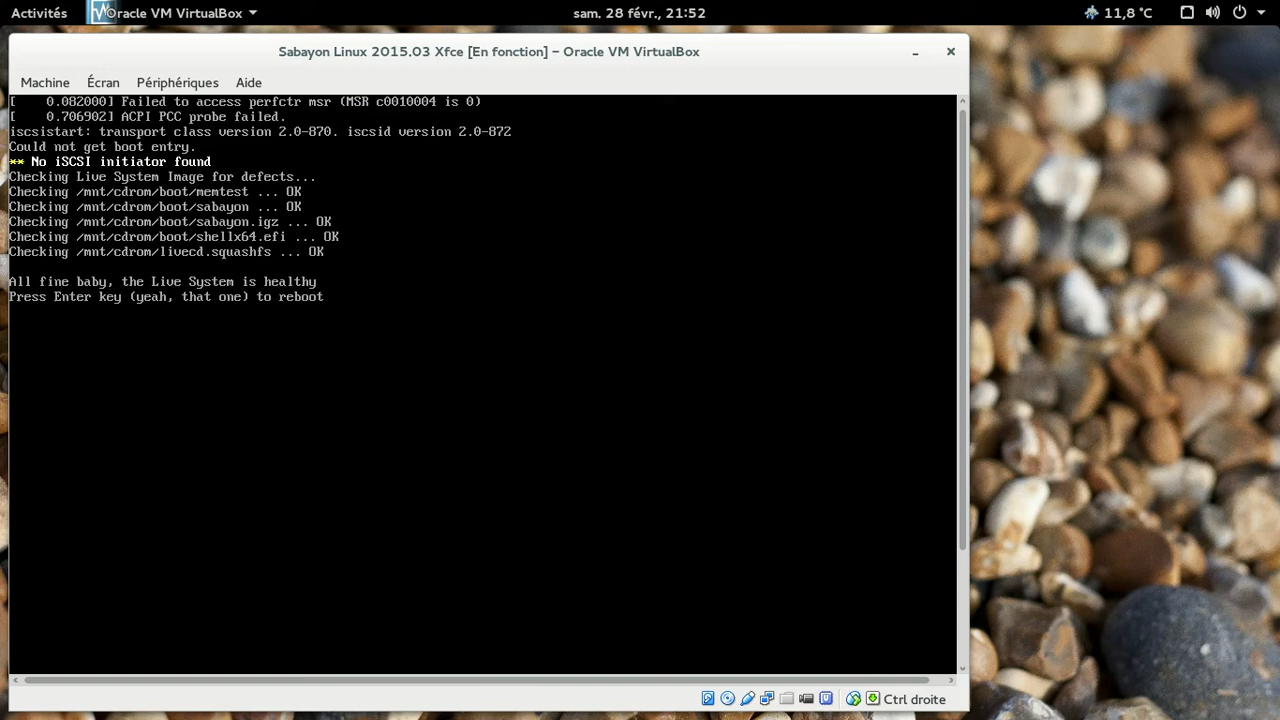 Activités
Oracle VM VirtualBox
sam. 28 févr., 21:52
11,8 °C
Sabayon Linux 2015.03 Xfce [En fonction] – Oracle VM VirtualBox
Machine Écran Périphériques Aide
[    0.082000] Failed to access perfctr msr (MSR c0010004 is 0)
[    0.706902] ACPI PCC probe failed.
iscsistart: transport class version 2.0-870. iscsid version 2.0-872
Could not get boot entry.
** No iSCSI initiator found
Checking Live System Image for defects...
Checking /mnt/cdrom/boot/memtest ... OK
Checking /mnt/cdrom/boot/sabayon ... OK
Checking /mnt/cdrom/boot/sabayon.igz ... OK
Checking /mnt/cdrom/boot/shellx64.efi ... OK
Checking /mnt/cdrom/livecd.squashfs ... OK
All fine baby, the Live System is healthy
Press Enter key (yeah, that one) to reboot
Ctrl droite